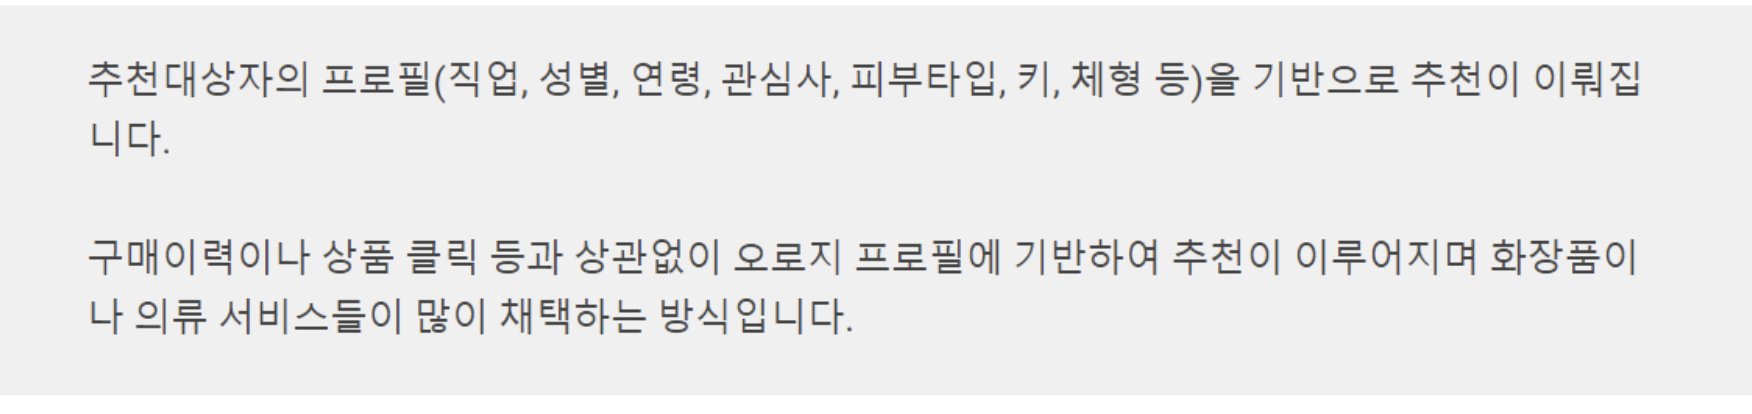 추천대상자의 프로필(직업, 성별, 연령, 관심사, 피부타입, 키, 체형 등)을 기반으로 추천이 이뤄집
니다.
구매이력이나 상품 클릭 등과 상관없이 오로지 프로필에 기반하여 추천이 이루어지며 화장품이
나 의류 서비스들이 많이 채택하는 방식입니다.